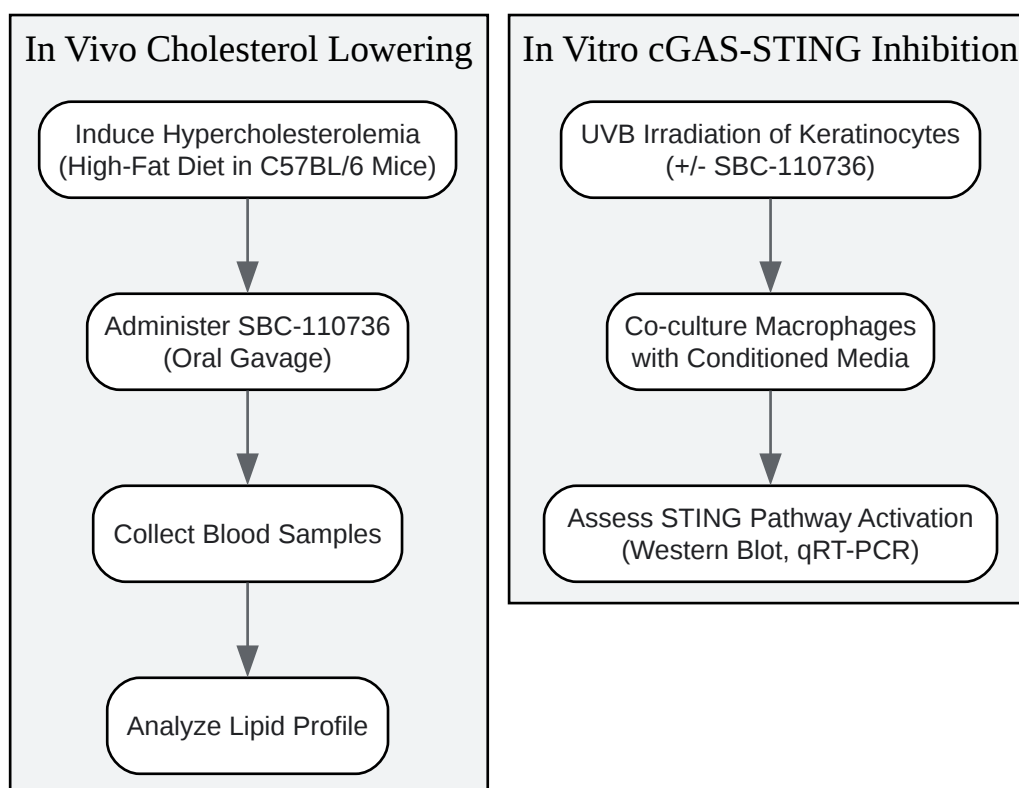 In Vivo Cholesterol Lowering
Induce Hypercholesterolemia
(High-Fat Diet in C57BL/6 Mice)
Administer SBC-110736
(Oral Gavage)
Collect Blood Samples
Analyze Lipid Profile
In Vitro cGAS-STING Inhibition
UVB Irradiation of Keratinocytes
(+/- SBC-110736)
Co-culture Macrophages
with Conditioned Media
Assess STING Pathway Activation
(Western Blot, qRT-PCR)